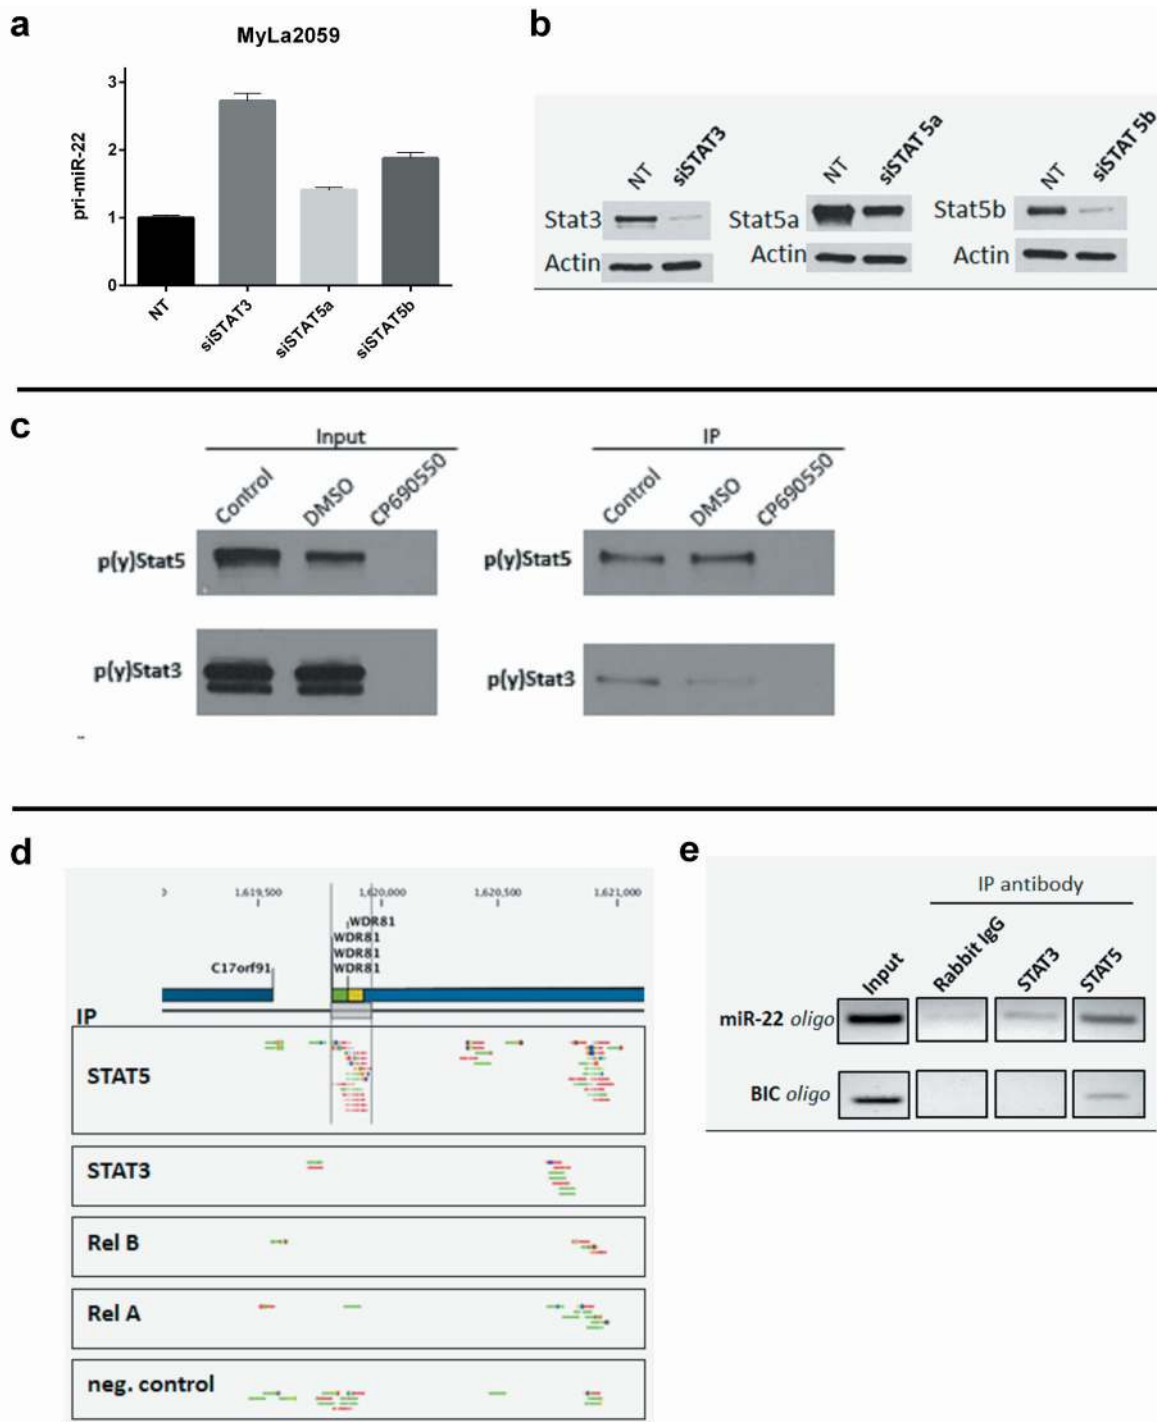 a
MyLa2059
pri-miR-22
3
2
1
0
NT
siSTAT3
siSTAT5a
siSTAT5b
b
NT
siSTAT3
Stat3
Actin
NT
siSTAT 5a
Stat5a
Actin
NT
siSTAT 5b
Stat5b
Actin
c
Input
Control
DMSO
CP690550
p(y)Stat5
p(y)Stat3
IP
Control
DMSO
CP690550
p(y)Stat5
p(y)Stat3
d
1,619,500
1,620,000
1,620,500
1,621,000
WDR81
WDR81
WDR81
WDR81
C17orf91
IP
STAT5
STAT3
Rel B
Rel A
neg. control
e
IP antibody
Input
Rabbit IgG
STAT3
STAT5
miR-22 oligo
BIC oligo